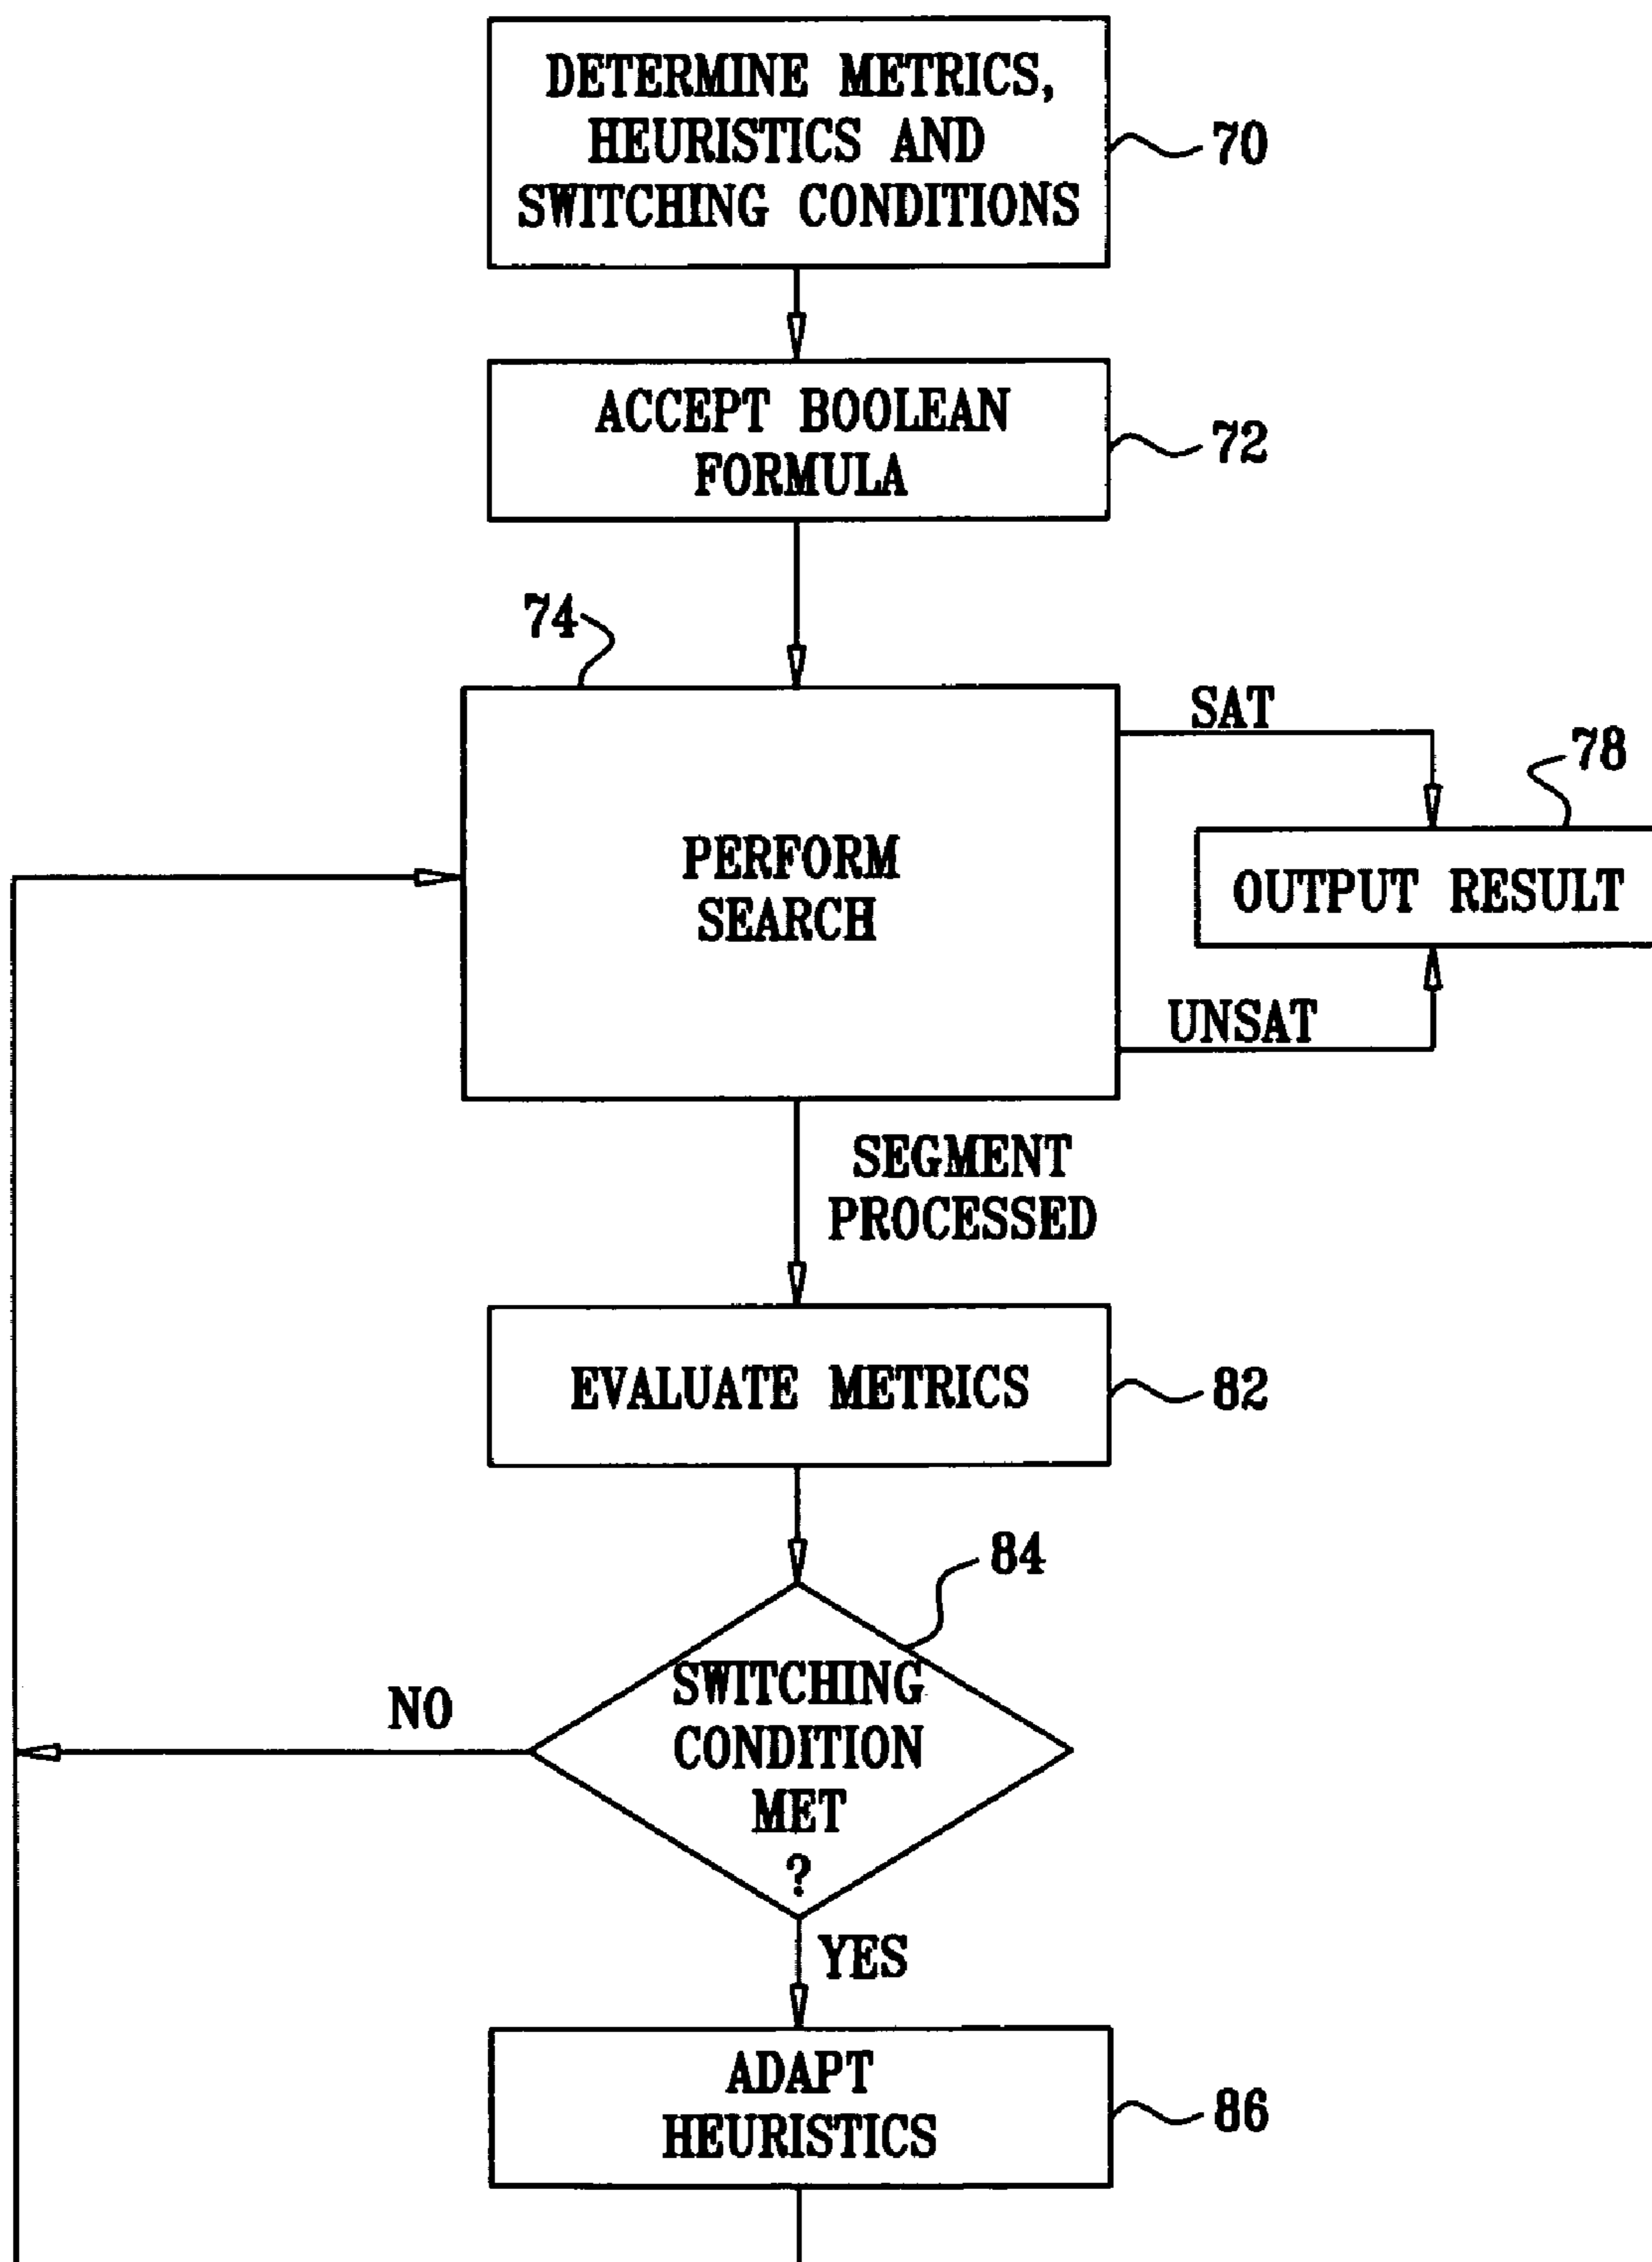 DETERMINE METRICS,
HEURISTICS AND
SWITCHING CONDITIONS
70
ACCEPT BOOLEAN
FORMULA
72
74
PERFORM
SEARCH
SAT
78
OUTPUT RESULT
UNSAT
SEGMENT
PROCESSED
EVALUATE METRICS
82
84
SWITCHING
CONDITION
MET
?
NO
YES
ADAPT
HEURISTICS
86